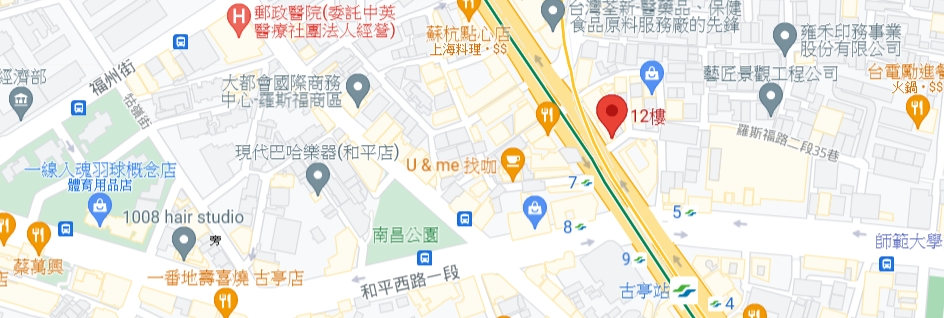 郵政醫院(委託中英
醫療社團法人經營)
蘇杭點心店
上海料理・$$
台灣荃新-醫藥品、保健
食品原料服務廠的先鋒
雍禾印務事業
股份有限公司
藝匠景觀工程公司
台電勵進餐
火鍋・$$
經濟部
福州街
牯嶺街
大都會國際商務
中心-羅斯福商區
12樓
羅斯福路一段35巷
現代巴哈樂器(和平店)
U & me 找咖
一線入魂羽球概念店
體育用品店
7
1008 hair studio
旁
南昌公園
8
5
師範大學
9
蔡萬興
店
一番地壽喜燒 古亭店
和平西路一段
古亭站
4